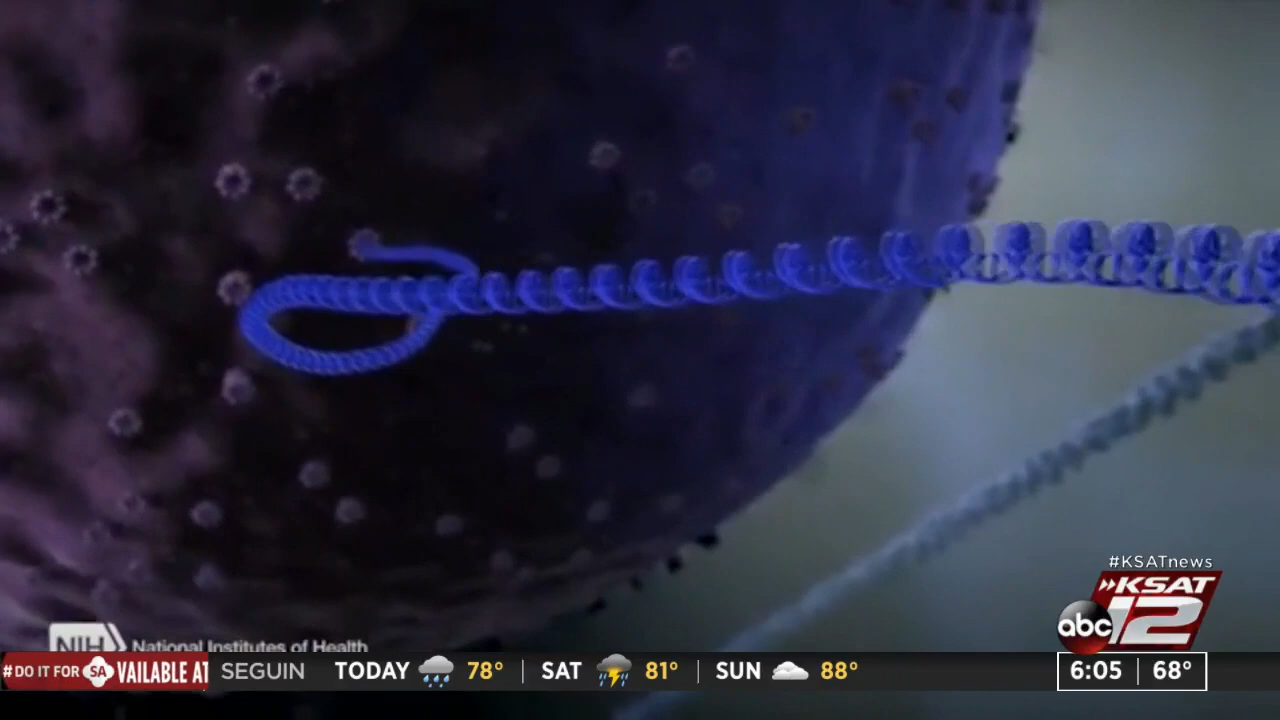 #KSATnews
KSAT
abc 12
NIH National Institutes of Health
#DO IT FOR SA VAILABLE AT SEGUIN TODAY 78° SAT 81° SUN 88° 6:05 68°